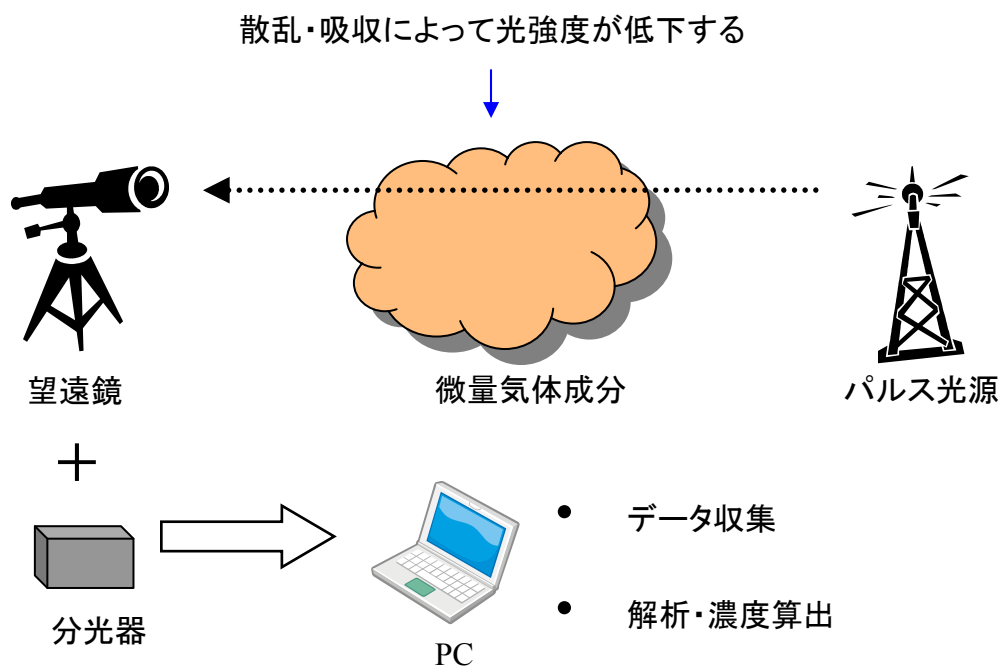 散乱・吸収によって光強度が低下する
望遠鏡
微量気体成分
パルス光源
+
分光器
PC
• データ収集
• 解析・濃度算出